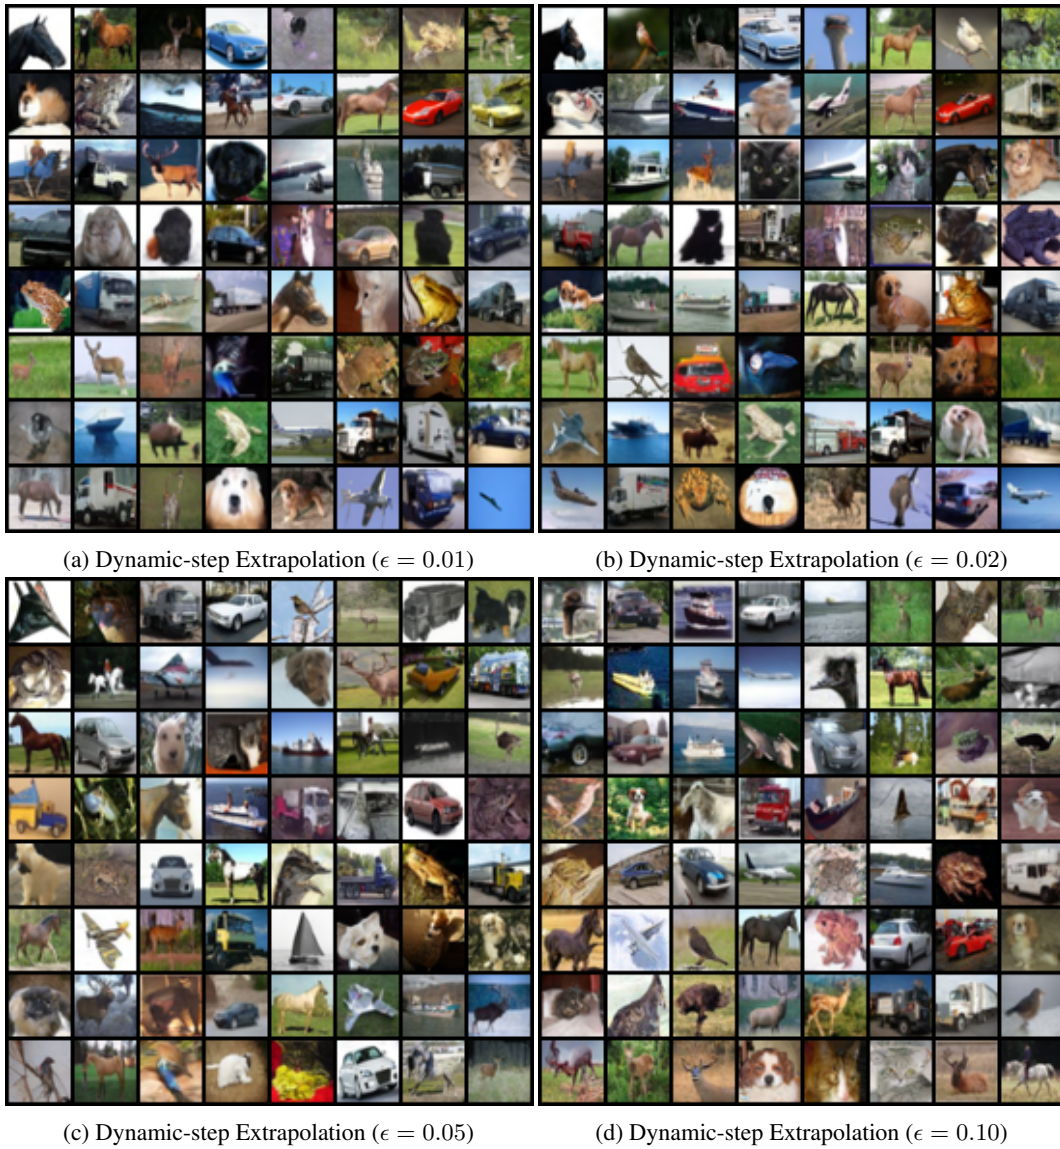 (a) Dynamic-step Extrapolation (ϵ = 0.01)
(b) Dynamic-step Extrapolation (ϵ = 0.02)
(c) Dynamic-step Extrapolation (ϵ = 0.05)
(d) Dynamic-step Extrapolation (ϵ = 0.10)